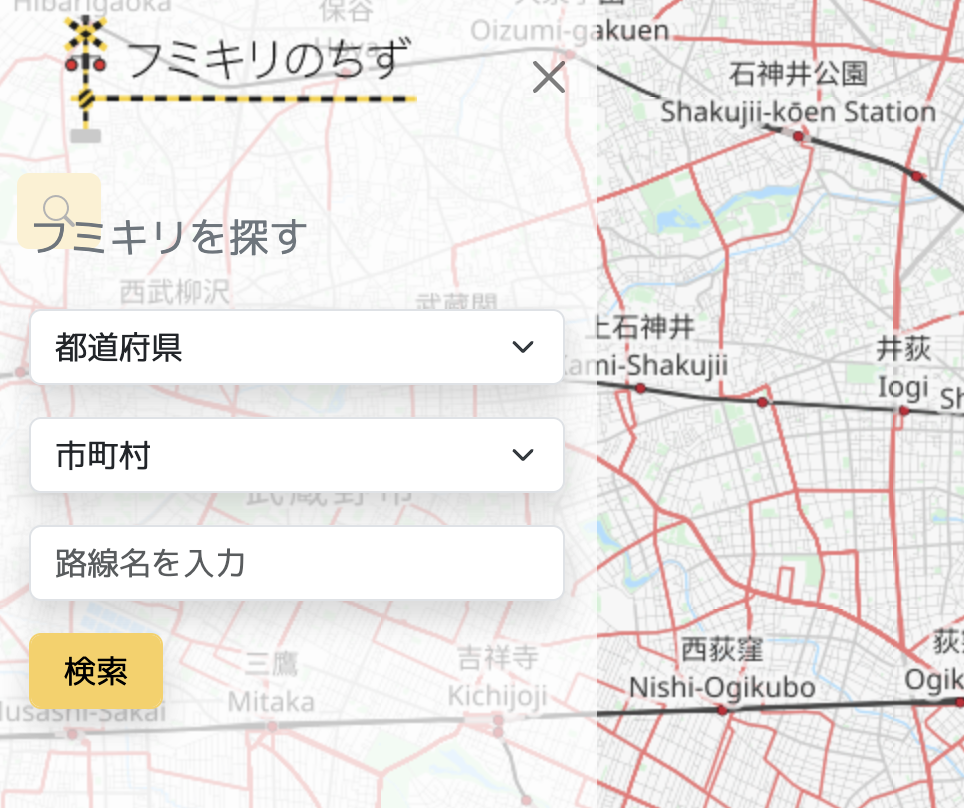 Hibarigaoka
保谷
Oizumi-gakuen
フミキリのちず
石神井公園
Shakujii-kōen Station
フミキリを探す
西武柳沢
武蔵関
都道府県
上石神井
Kami-Shakujii
井荻
Iogi
Sh
市町村
武蔵野市
路線名を入力
検索
三鷹
Mitaka
吉祥寺
Kichijoji
西荻窪
Nishi-Ogikubo
荻
Ogik
Musashi-Sakai